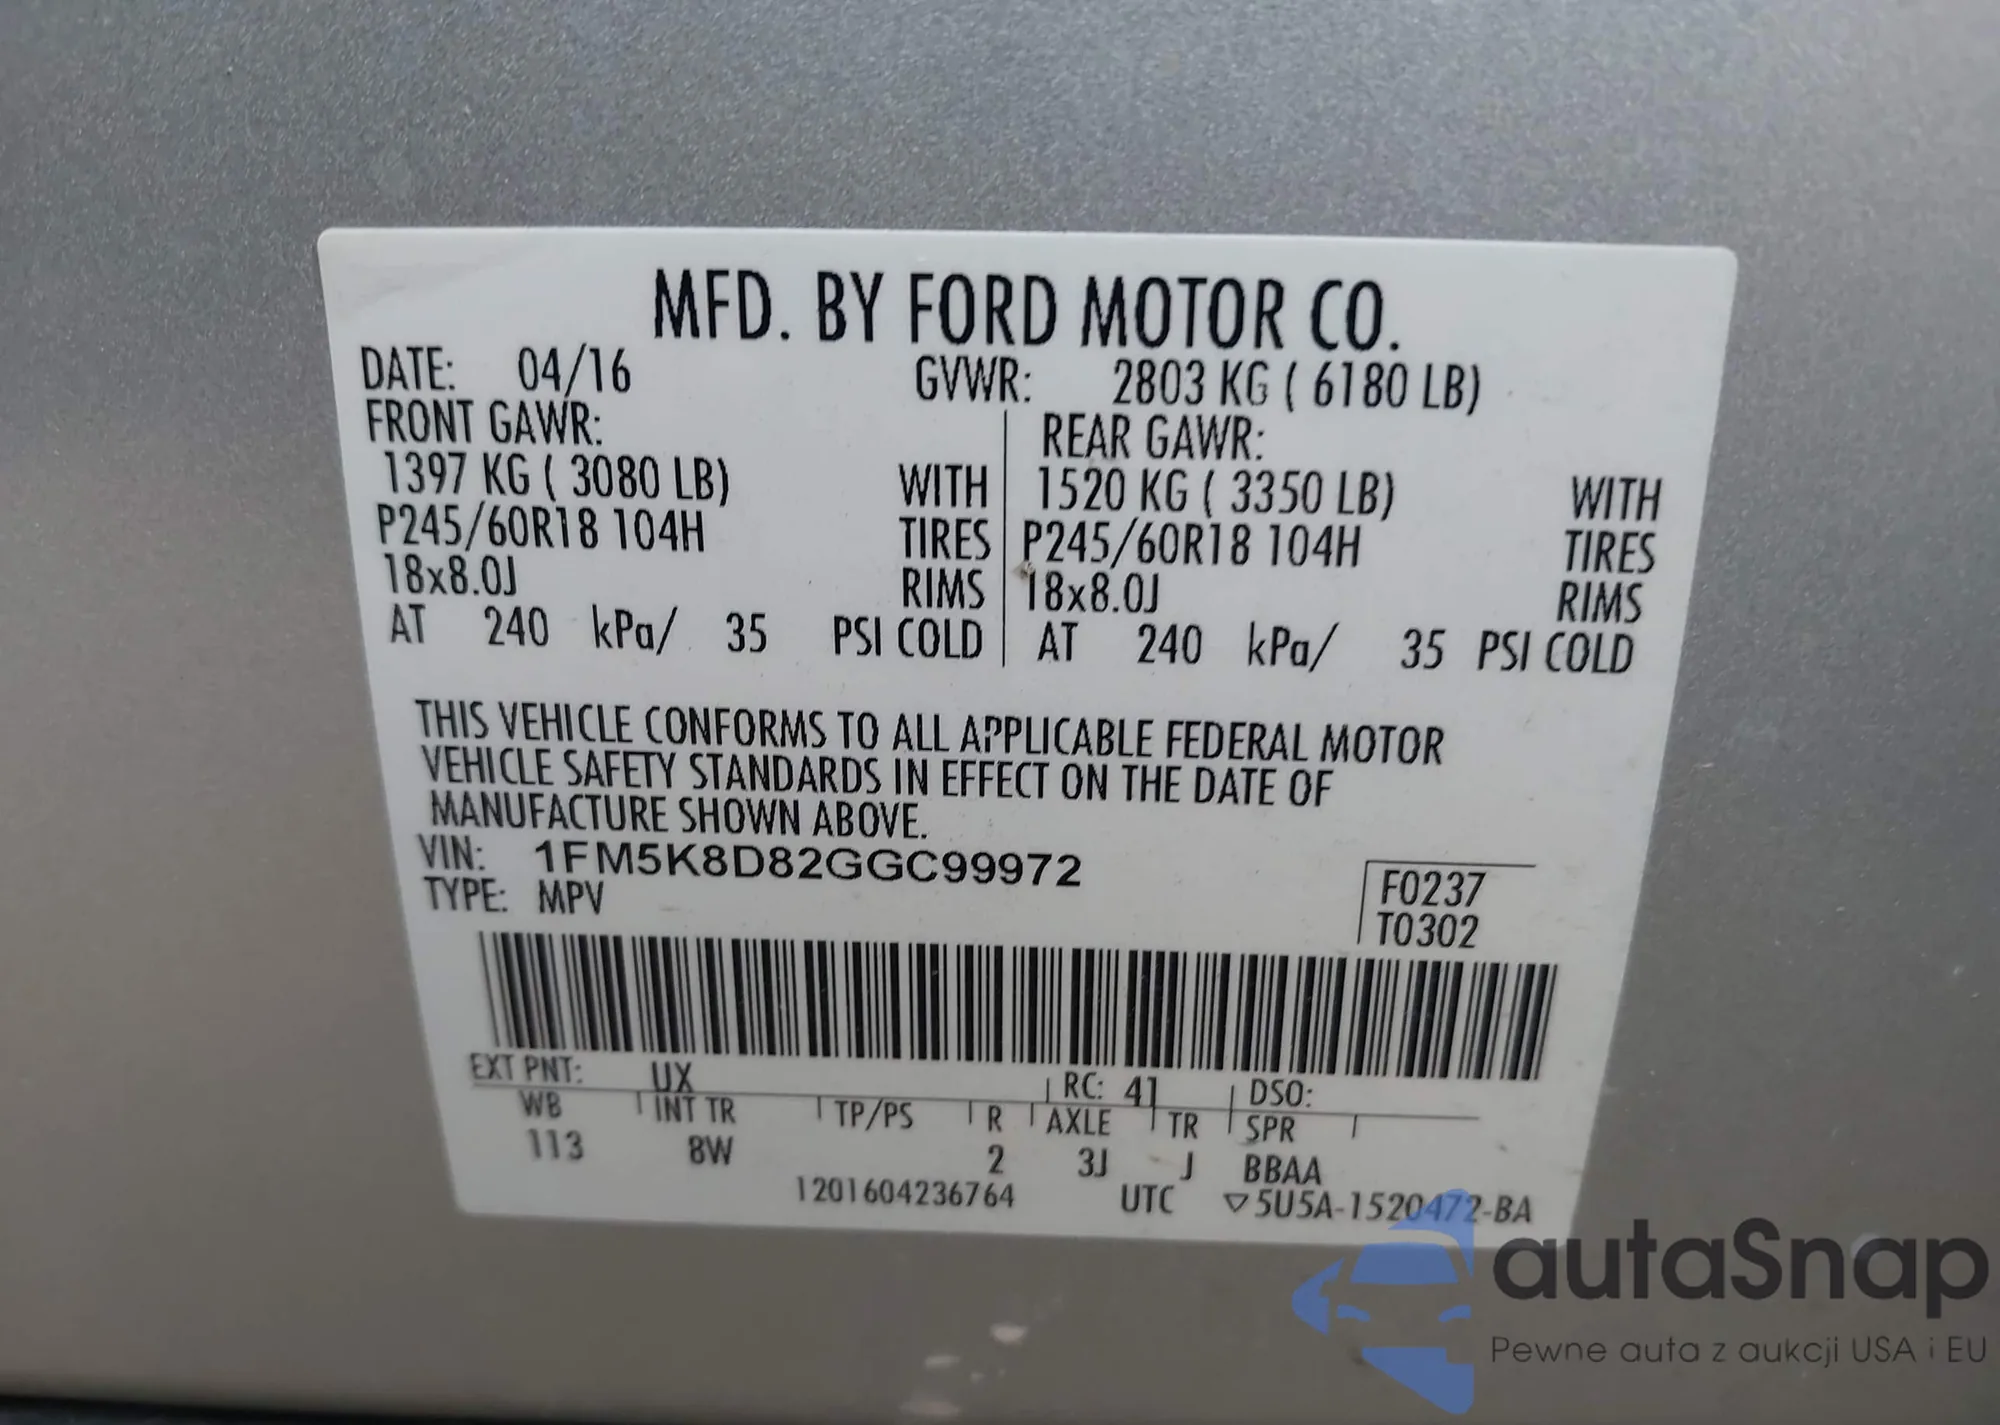 MFD. BY FORD MOTOR CO.
DATE: 04/16 GVWR: 2803 KG ( 6180 LB)
FRONT GAWR: REAR GAWR:
1397 KG ( 3080 LB) WITH 1520 KG ( 3350 LB) WITH
P245/60R18 104H TIRES P245/60R18 104H TIRES
18x8.0J RIMS 18x8.0J RIMS
AT 240 kPa/ 35 PSI COLD AT 240 kPa/ 35 PSI COLD
THIS VEHICLE CONFORMS TO ALL APPLICABLE FEDERAL MOTOR
VEHICLE SAFETY STANDARDS IN EFFECT ON THE DATE OF
MANUFACTURE SHOWN ABOVE.
VIN: 1FM5K8D82GGC99972
TYPE: MPV
F0237
T0302
EXT PNT: UX RC: 41 DSO:
WB INT TR TP/PS R AXLE TR SPR
113 8W 2 3J J BBAA
1201604236764 UTC ▽5U5A-1520472-BA
autaSnap
Pewne auta z aukcji USA i EU